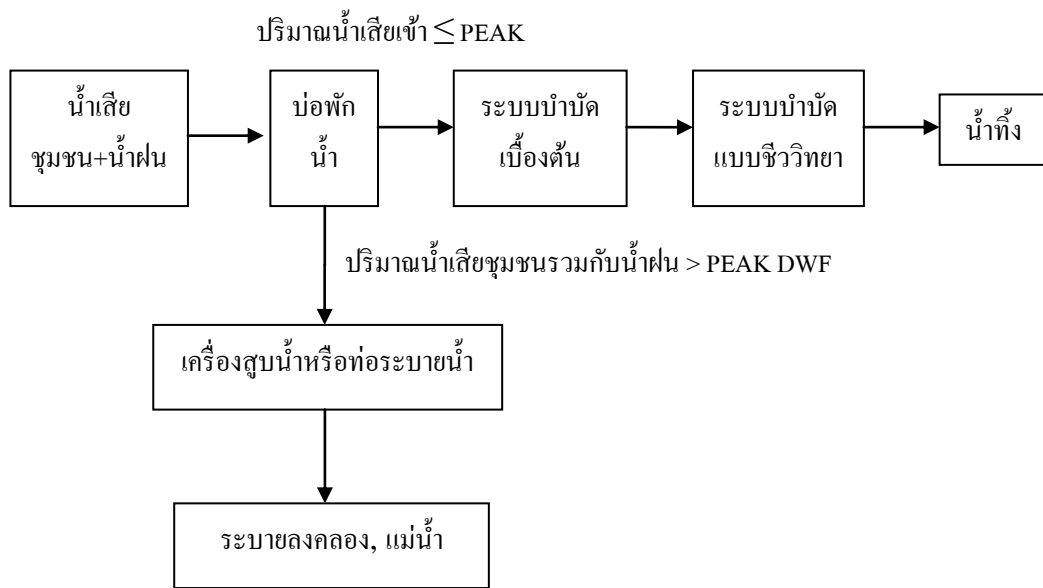 ปริมาณน้ำเสียเข้า ≤ PEAK
น้ำเสีย
ชุมชน+น้ำฝน
บ่อพัก
น้ำ
ระบบบำบัด
เบื้องต้น
ระบบบำบัด
แบบชีววิทยา
น้ำทิ้ง
ปริมาณน้ำเสียชุมชนรวมกับน้ำฝน > PEAK DWF
เครื่องสูบน้ำหรือท่อระบายน้ำ
ระบายลงคลอง, แม่น้ำ